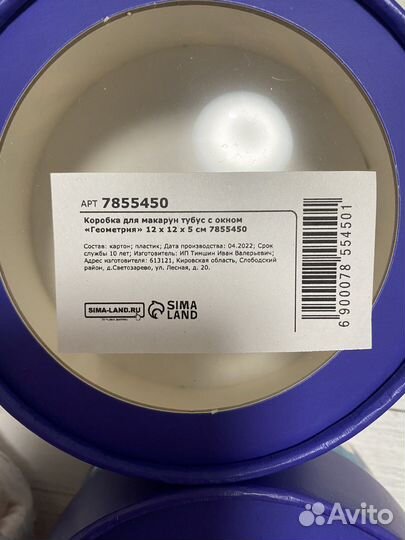 АРТ 7855450
Коробка для макарун тубус с окном
«Геометрия» 12 х 12 х 5 см 7855450
Состав: картон; пластик; Дата производства: 04.2022; Срок
службы 10 лет; Изготовитель: ИП Тимшин Иван Валерьевич;
Адрес изготовителя: 613121, Кировская область, Слободский
район, д.Светозарево, ул. Лесная, д. 20.
SIMA-LAND.RU
SIMA
LAND
6 900078 554501
Avito